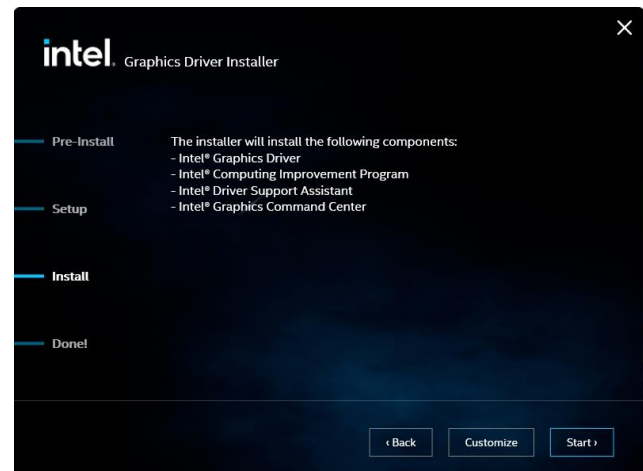 intel. Graphics Driver Installer
Pre-Install
Setup
Install
Done!
The installer will install the following components:
- Intel® Graphics Driver
- Intel® Computing Improvement Program
- Intel® Driver Support Assistant
- Intel® Graphics Command Center
‹ Back
Customize
Start ›